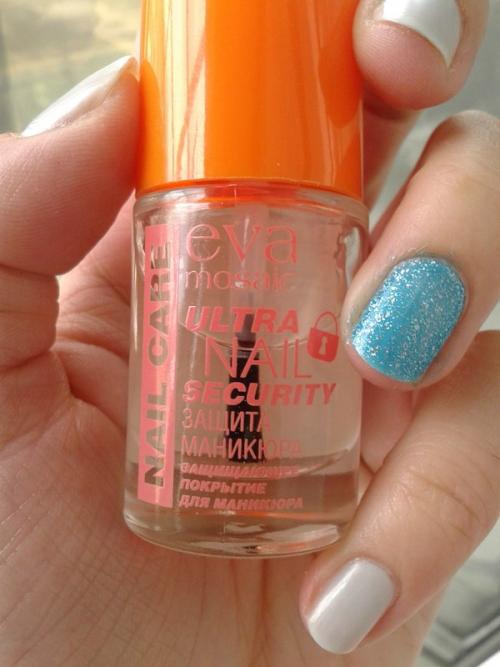 eva
mosaic
NAIL CARE
ULTRA
NAIL
SECURITY
ЗАЩИТА
МАНИКЮРА
ЗАЩИЩАЮЩЕЕ
ПОКРЫТИЕ
ДЛЯ МАНИКЮРА